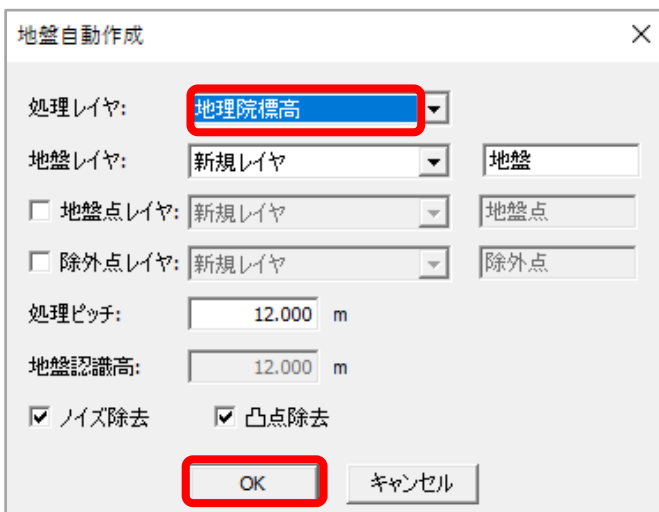 地盤自動作成
処理レイヤ: 地理院標高
地盤レイヤ: 新規レイヤ 地盤
地盤点レイヤ: 新規レイヤ 地盤点
除外点レイヤ: 新規レイヤ 除外点
処理ピッチ: 12.000 m
地盤認識高: 12.000 m
ノイズ除去 凸点除去
OK キャンセル